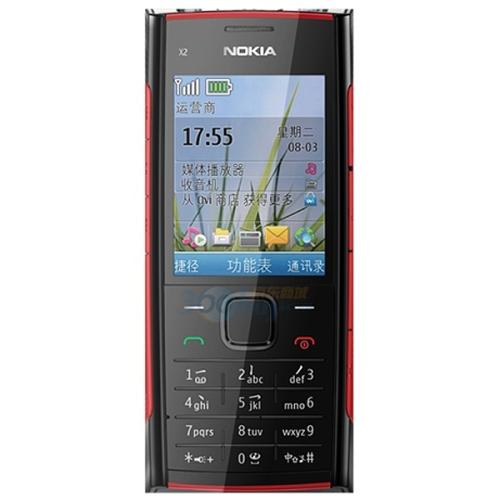 X2
NOKIA
运营商
17:55
星期二
08-03
媒体播放器
收音机
从 Ovi 商店 获得更多
捷径 功能表 通讯录
1 2abc def3
4ghi 5jkl mno6
7pqrs 8tuv wxyz9
*+ 0 中#